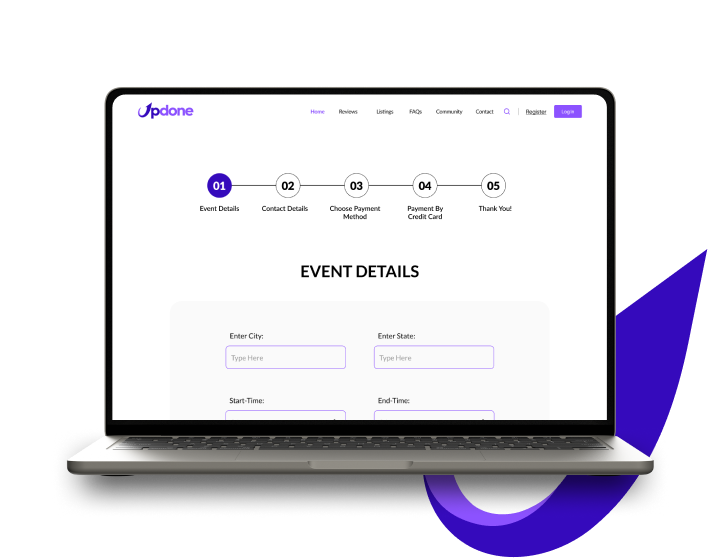 Updone
Home Reviews Listings FAQs Community Contact Register Login
01 02 03 04 05
Event Details Contact Details Choose Payment Method Payment By Credit Card Thank You!
EVENT DETAILS
Enter City: Enter State:
Type Here Type Here
Start-Time: End-Time: